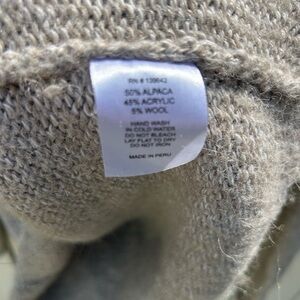 RN # 139642
50% ALPACA
45% ACRYLIC
5% WOOL
HAND WASH
IN COLD WATER
DO NOT BLEACH
LAY FLAT TO DRY
DO NOT IRON
MADE IN PERU